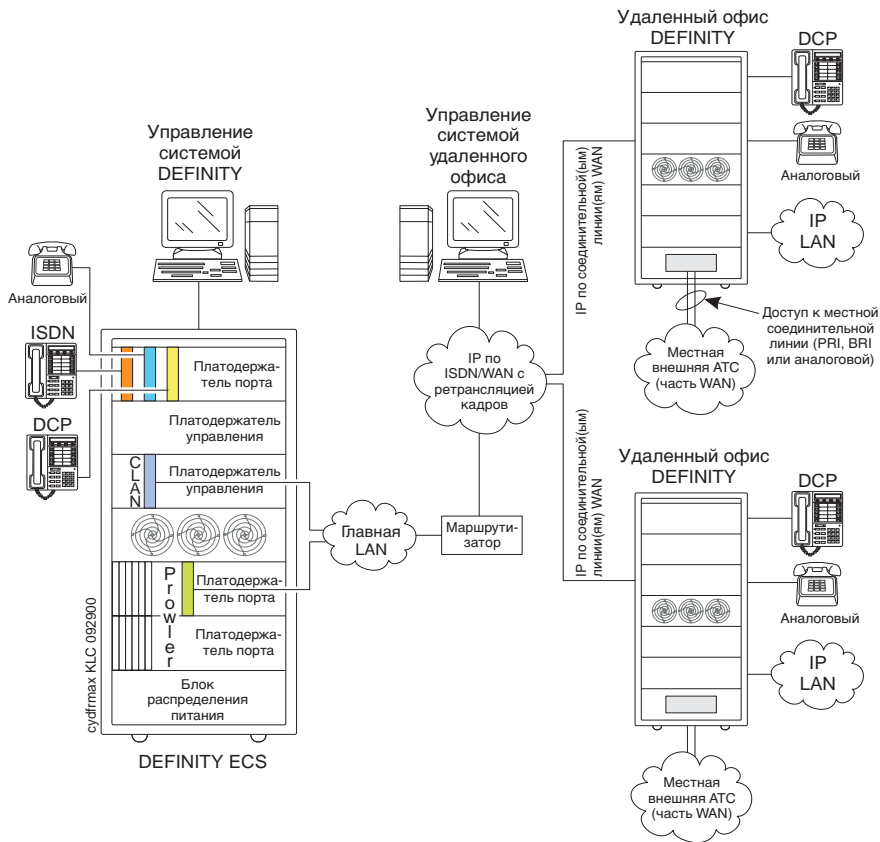 Управление
системой
DEFINITY
Аналоговый
ISDN
DCP
Платодержа-
тель порта
Платодержатель
управления
CLAN
Платодержатель
управления
Prowler
Платодержа-
тель порта
Платодержа-
тель порта
Блок
распределения
питания
cydfrmax KLC 092900
DEFINITY ECS
Главная
LAN
Маршрути-
затор
Управление
системой
удаленного
офиса
IP по
ISDN/WAN с
ретрансляцией
кадров
IP по соединительной(ым)
линии(ям) WAN
Удаленный офис
DEFINITY
DCP
Аналоговый
IP
LAN
Доступ к местной
соединительной
линии (PRI, BRI
или аналоговой)
Местная
внешняя АТС
(часть WAN)
IP по соединительной(ым)
линии(ям) WAN
Удаленный офис
DEFINITY
DCP
Аналоговый
IP
LAN
Местная
внешняя АТС
(часть WAN)